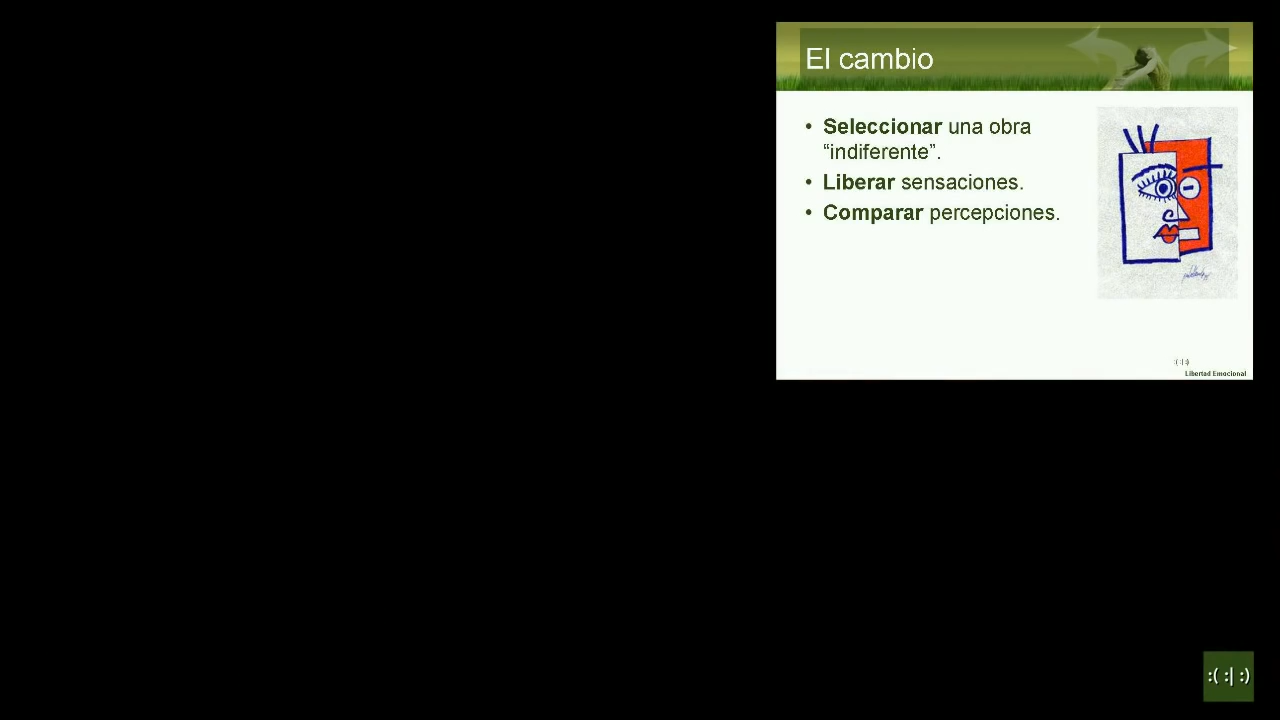 El cambio
• Seleccionar una obra
“indiferente”.
• Liberar sensaciones.
• Comparar percepciones.
:( :| :)
Libertad Emocional
:( :| :)